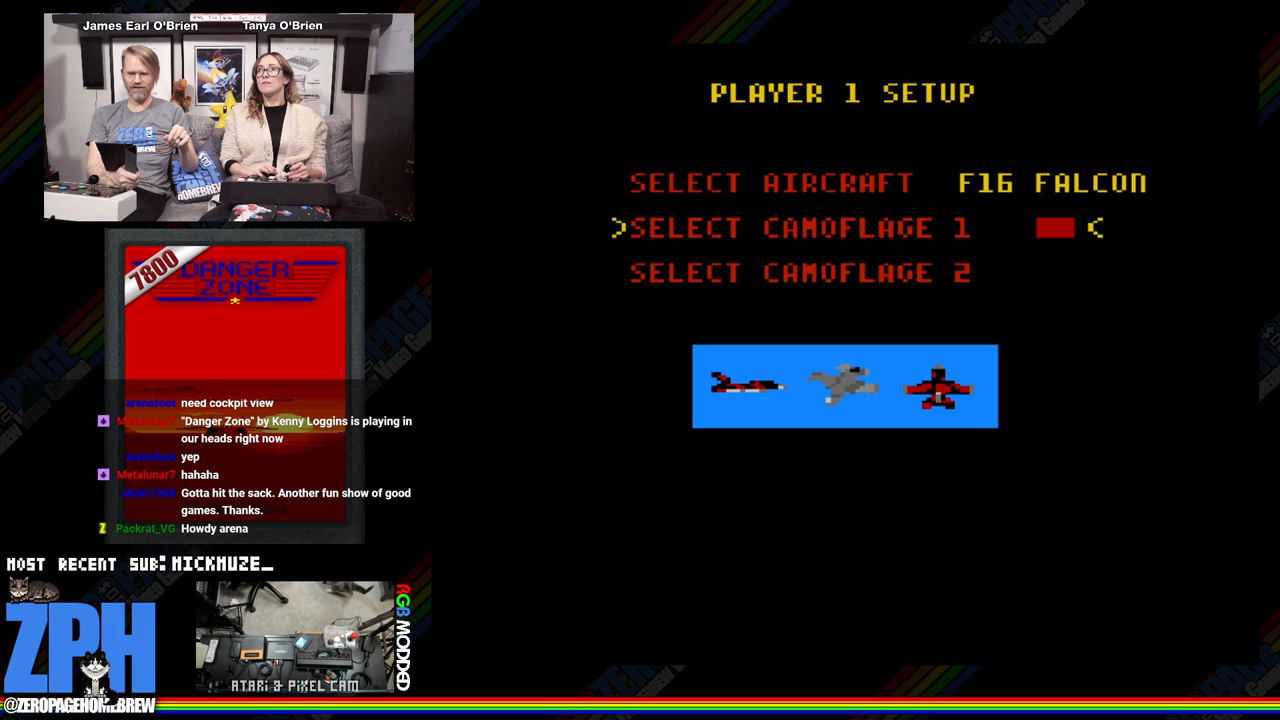 James Earl O'Brien
Tanya O'Brien
PLAYER 1 SETUP
SELECT AIRCRAFT F16 FALCON
>SELECT CAMOFLAGE 1 <
SELECT CAMOFLAGE 2
7800
DANGER
ZONE
arenafoot need cockpit view
Metalunar7 "Danger Zone" by Kenny Loggins is playing in
our heads right now
arenafoot yep
Metalunar7 hahaha
Gotta hit the sack. Another fun show of good
games. Thanks.
Packrat_VG Howdy arena
MOST RECENT SUB: MICKMUZE_
ZPH
@ZEROPAGEHOMEBREW
ATARI & PIXEL CAM
RGB MODDED